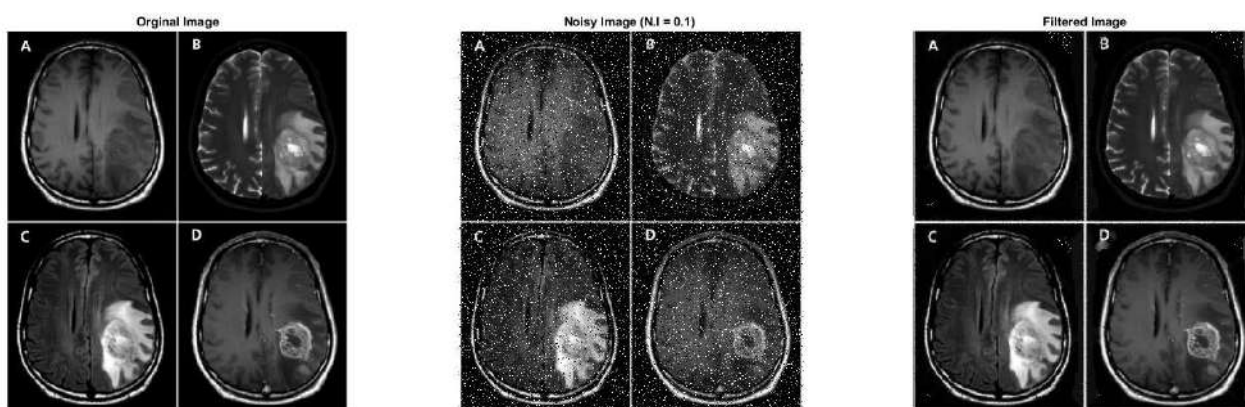 Orginal Image
A B
C D
Noisy Image (N.I = 0.1)
A B
C D
Filtered Image
A B
C D